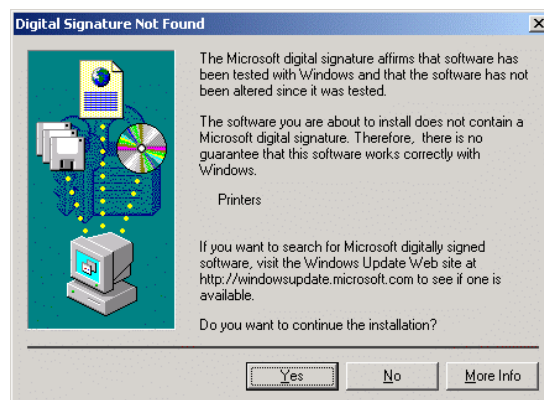 Digital Signature Not Found
The Microsoft digital signature affirms that software has
been tested with Windows and that the software has not
been altered since it was tested.
The software you are about to install does not contain a
Microsoft digital signature. Therefore, there is no
guarantee that this software works correctly with
Windows.
Printers
If you want to search for Microsoft digitally signed
software, visit the Windows Update Web site at
http://windowsupdate.microsoft.com to see if one is
available.
Do you want to continue the installation?
Yes No More Info